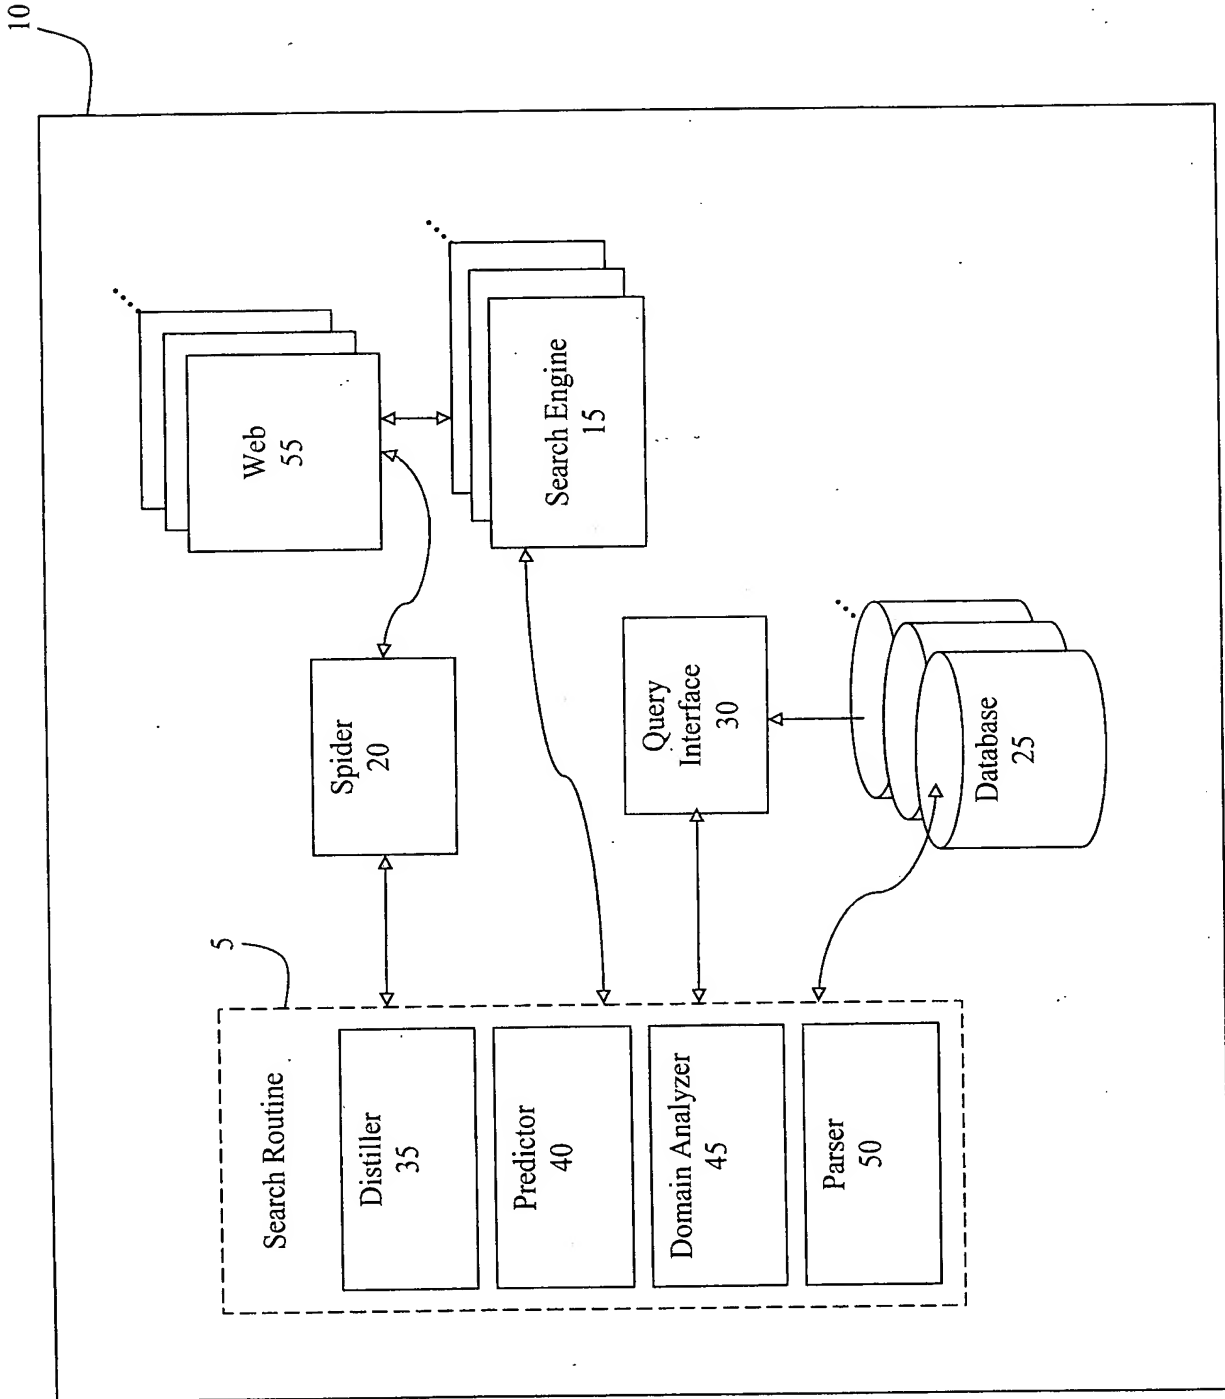 10
5
Search Routine
Distiller
35
Predictor
40
Domain Analyzer
45
Parser
50
Spider
20
Web
55
Search Engine
15
Query
Interface
30
Database
25